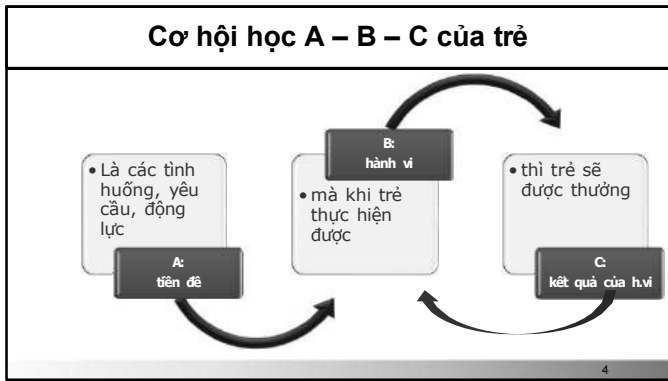 Cơ hội học A – B – C của trẻ
• Là các tình
huống, yêu
cầu, động
lực
A:
tiền đề
B:
hành vi
• mà khi trẻ
thực hiện
được
• thì trẻ sẽ
được thưởng
C:
kết quả của h.vi
4